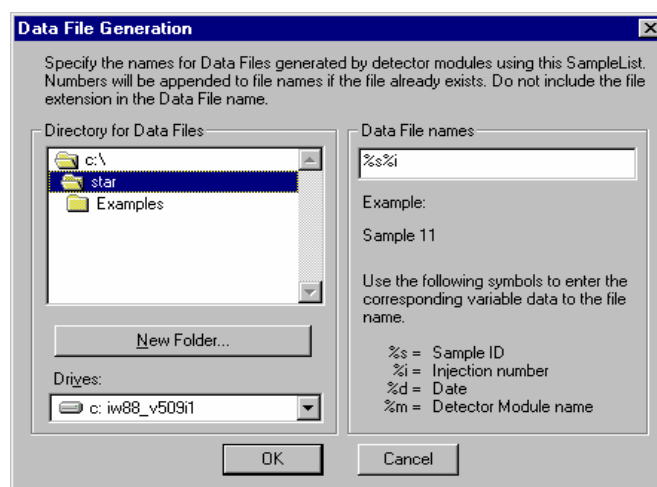 Data File Generation
Specify the names for Data Files generated by detector modules using this SampleList.
Numbers will be appended to file names if the file already exists. Do not include the file
extension in the Data File name.
Directory for Data Files
c:\
star
Examples
New Folder...
Drives:
c: iw88_v509i1
Data File names
%s%i
Example:
Sample 11
Use the following symbols to enter the
corresponding variable data to the file
name.
%s = Sample ID
%i = Injection number
%d = Date
%m = Detector Module name
OK
Cancel